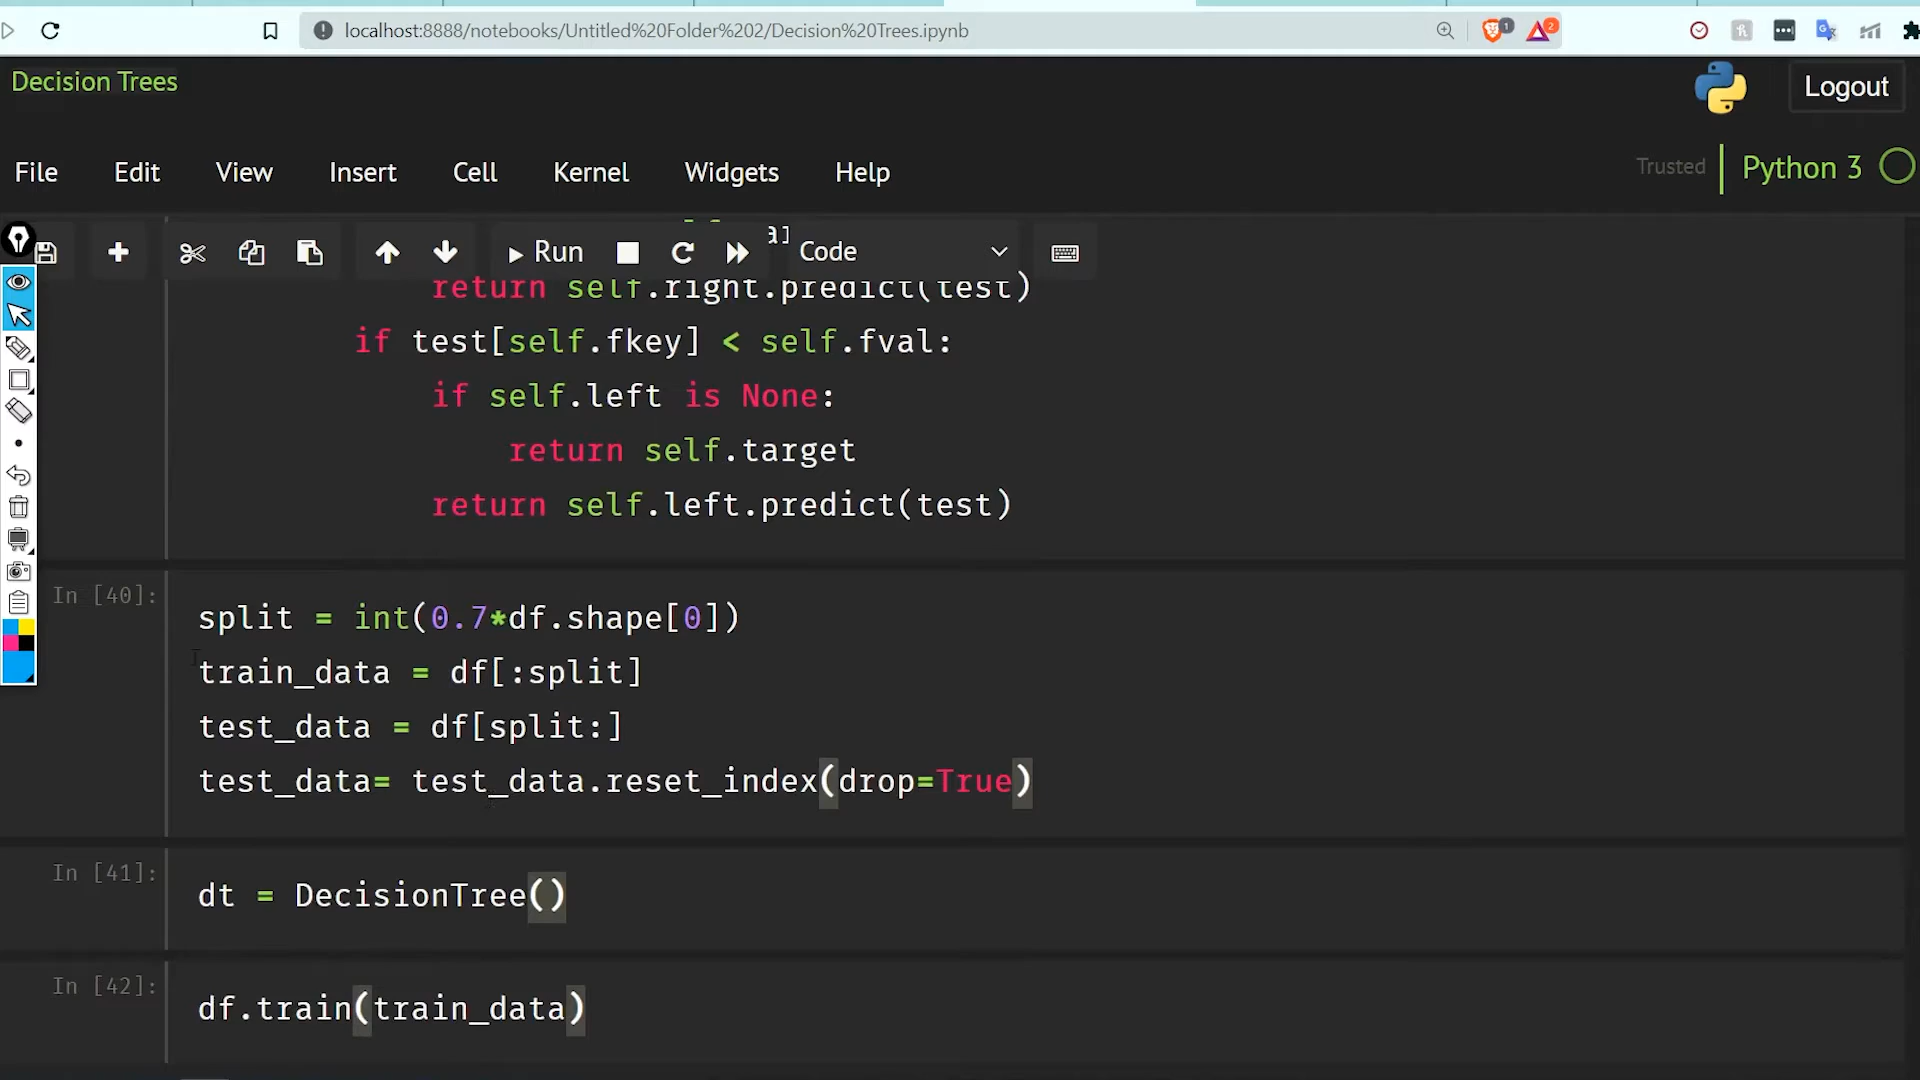 localhost:8888/notebooks/Untitled%20Folder%202/Decision%20Trees.ipynb
1
2
Decision Trees
Logout
File Edit View Insert Cell Kernel Widgets Help
Trusted Python 3
Run Code
return self.right.predict(test)
if test[self.fkey] < self.fval:
if self.left is None:
return self.target
return self.left.predict(test)
In [40]:
split = int(0.7*df.shape[0])
train_data = df[:split]
test_data = df[split:]
test_data= test_data.reset_index(drop=True)
In [41]:
dt = DecisionTree()
In [42]:
df.train(train_data)